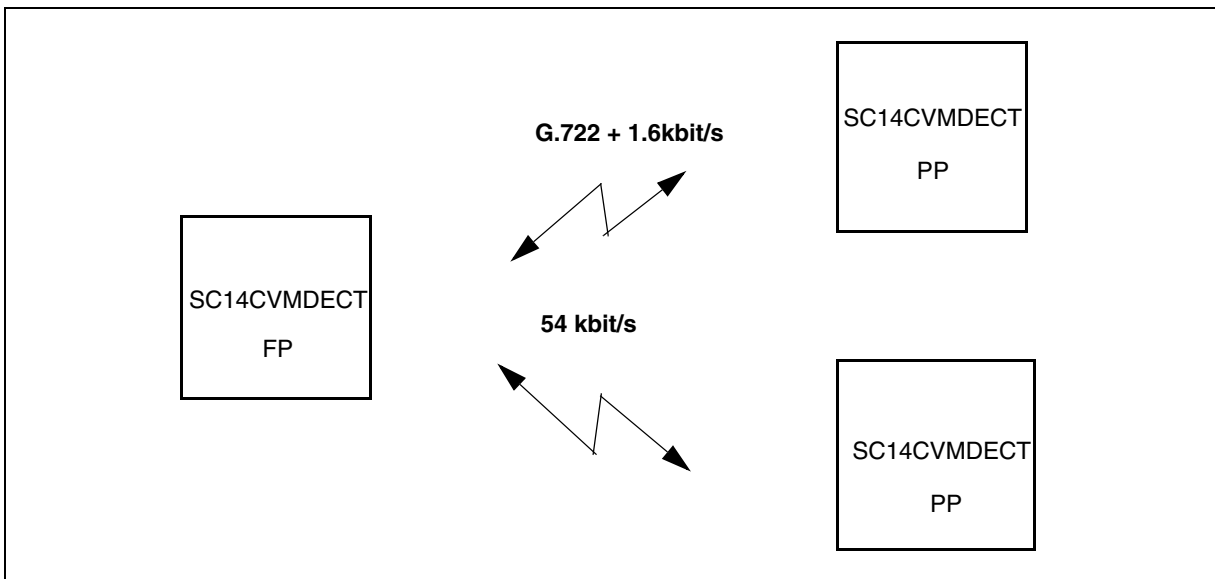 SC14CVMDECT
PP
G.722 + 1.6kbit/s
SC14CVMDECT
FP
54 kbit/s
SC14CVMDECT
PP